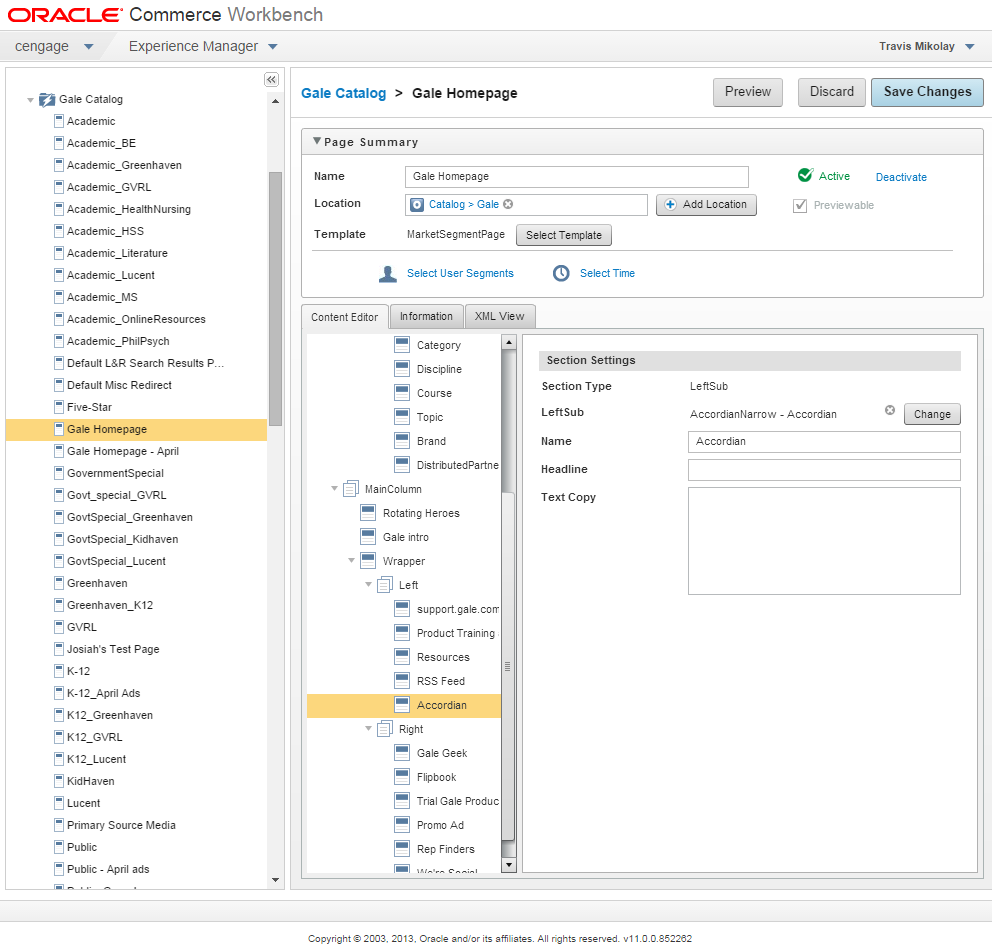 ORACLE Commerce Workbench
cengage
Experience Manager
Travis Mikolay
Gale Catalog
Academic
Academic_BE
Academic_Greenhaven
Academic_GVRL
Academic_HealthNursing
Academic_HSS
Academic_Literature
Academic_Lucent
Academic_MS
Academic_OnlineResources
Academic_PhilPsych
Default L&R Search Results P...
Default Misc Redirect
Five-Star
Gale Homepage
Gale Homepage - April
GovernmentSpecial
Govt_special_GVRL
GovtSpecial_Greenhaven
GovtSpecial_Kidhaven
GovtSpecial_Lucent
Greenhaven
Greenhaven_K12
GVRL
Josiah's Test Page
K-12
K-12_April Ads
K12_Greenhaven
K12_GVRL
K12_Lucent
KidHaven
Lucent
Primary Source Media
Public
Public - April ads
Gale Catalog > Gale Homepage
Preview
Discard
Save Changes
Page Summary
Name
Gale Homepage
Active
Deactivate
Location
Catalog > Gale
Add Location
Previewable
Template
MarketSegmentPage
Select Template
Select User Segments
Select Time
Content Editor
Information
XML View
Category
Discipline
Course
Topic
Brand
DistributedPartne
MainColumn
Rotating Heroes
Gale intro
Wrapper
Left
support.gale.com
Product Training
Resources
RSS Feed
Accordian
Right
Gale Geek
Flipbook
Trial Gale Produc
Promo Ad
Rep Finders
We're Social
Section Settings
Section Type
LeftSub
LeftSub
AccordionNarrow - Accordian
Change
Name
Accordian
Headline
Text Copy
Copyright © 2003, 2013, Oracle and/or its affiliates. All rights reserved. v11.0.0.852262